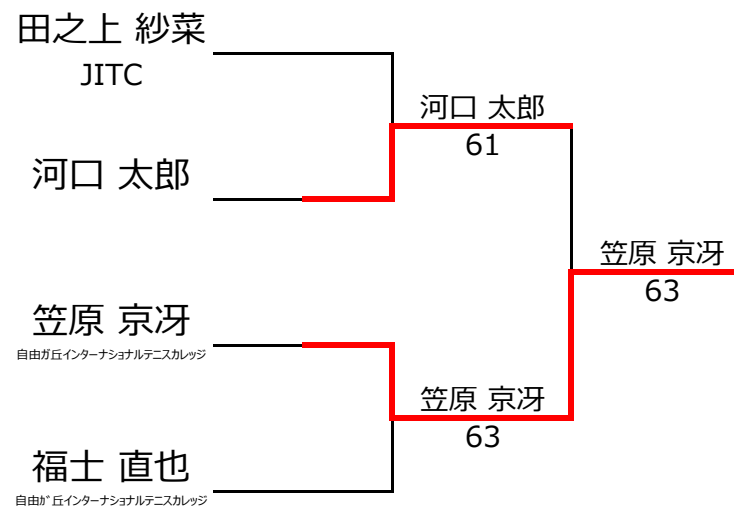 田之上 紗菜
JITC
河口 太郎
61
河口 太郎
笠原 京冴
63
笠原 京冴
自由ガ丘インターナショナルテニスカレッジ
笠原 京冴
63
福士 直也
自由ガ丘インターナショナルテニスカレッジ